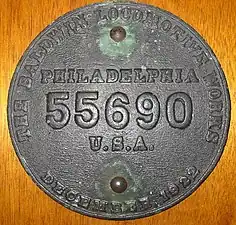 THE BALDWIN LOCOMOTIVE WORKS
PHILADELPHIA
55690
U.S.A.
DECEMBER 1922